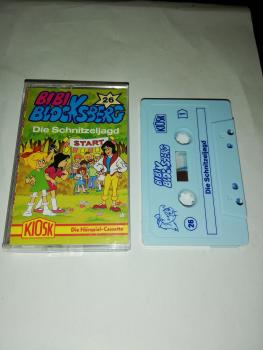 BIBI
BLOCKSBERG
26
Die Schnitzeljagd
START
KIOSK
Die Hörspiel-Cassette
KIOSK
1
BIBI
BLOCKSBERG
26
Die Schnitzeljagd